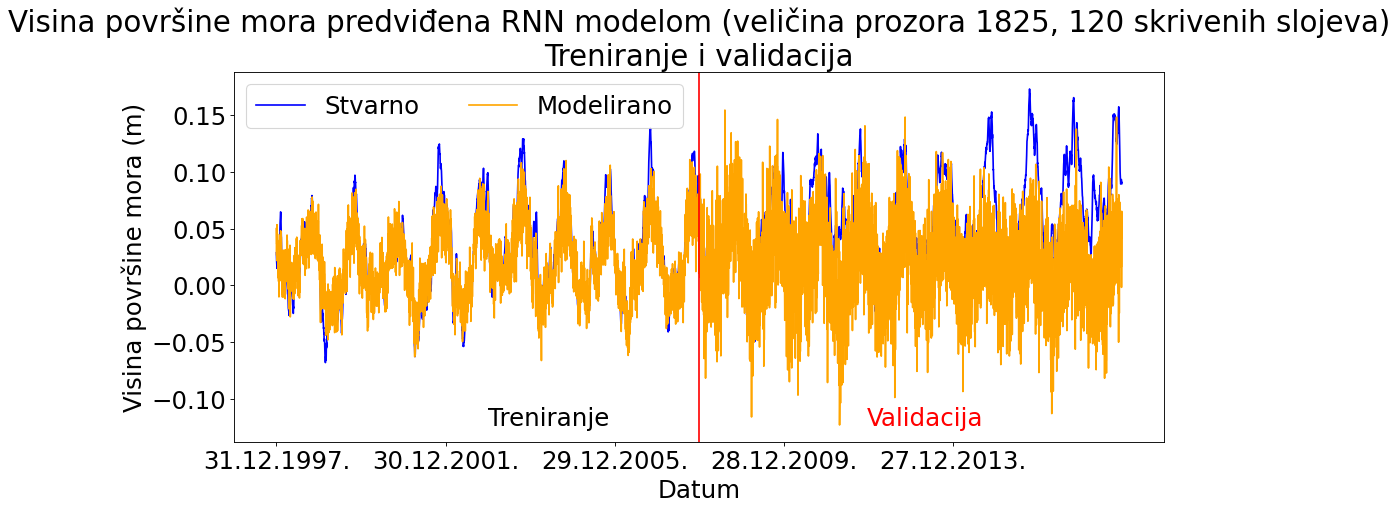 Visina površine mora predviđena RNN modelom (veličina prozora 1825, 120 skrivenih slojeva)
Treniranje i validacija
Stvarno
Modelirano
Visina površine mora (m)
0.15
0.10
0.05
0.00
−0.05
−0.10
Treniranje
Validacija
31.12.1997.
30.12.2001.
29.12.2005.
28.12.2009.
27.12.2013.
Datum